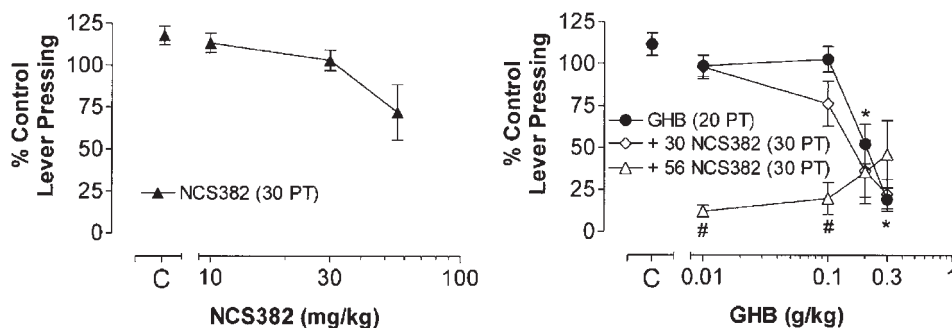 % Control
Lever Pressing
125
100
75
50
25
0
▲ NCS382 (30 PT)
C
10
30
100
NCS382 (mg/kg)
% Control
Lever Pressing
125
100
75
50
25
0
● GHB (20 PT)
◇ + 30 NCS382 (30 PT)
△ + 56 NCS382 (30 PT)
*
#
#
*
C
0.01
0.1
0.3
1
GHB (g/kg)